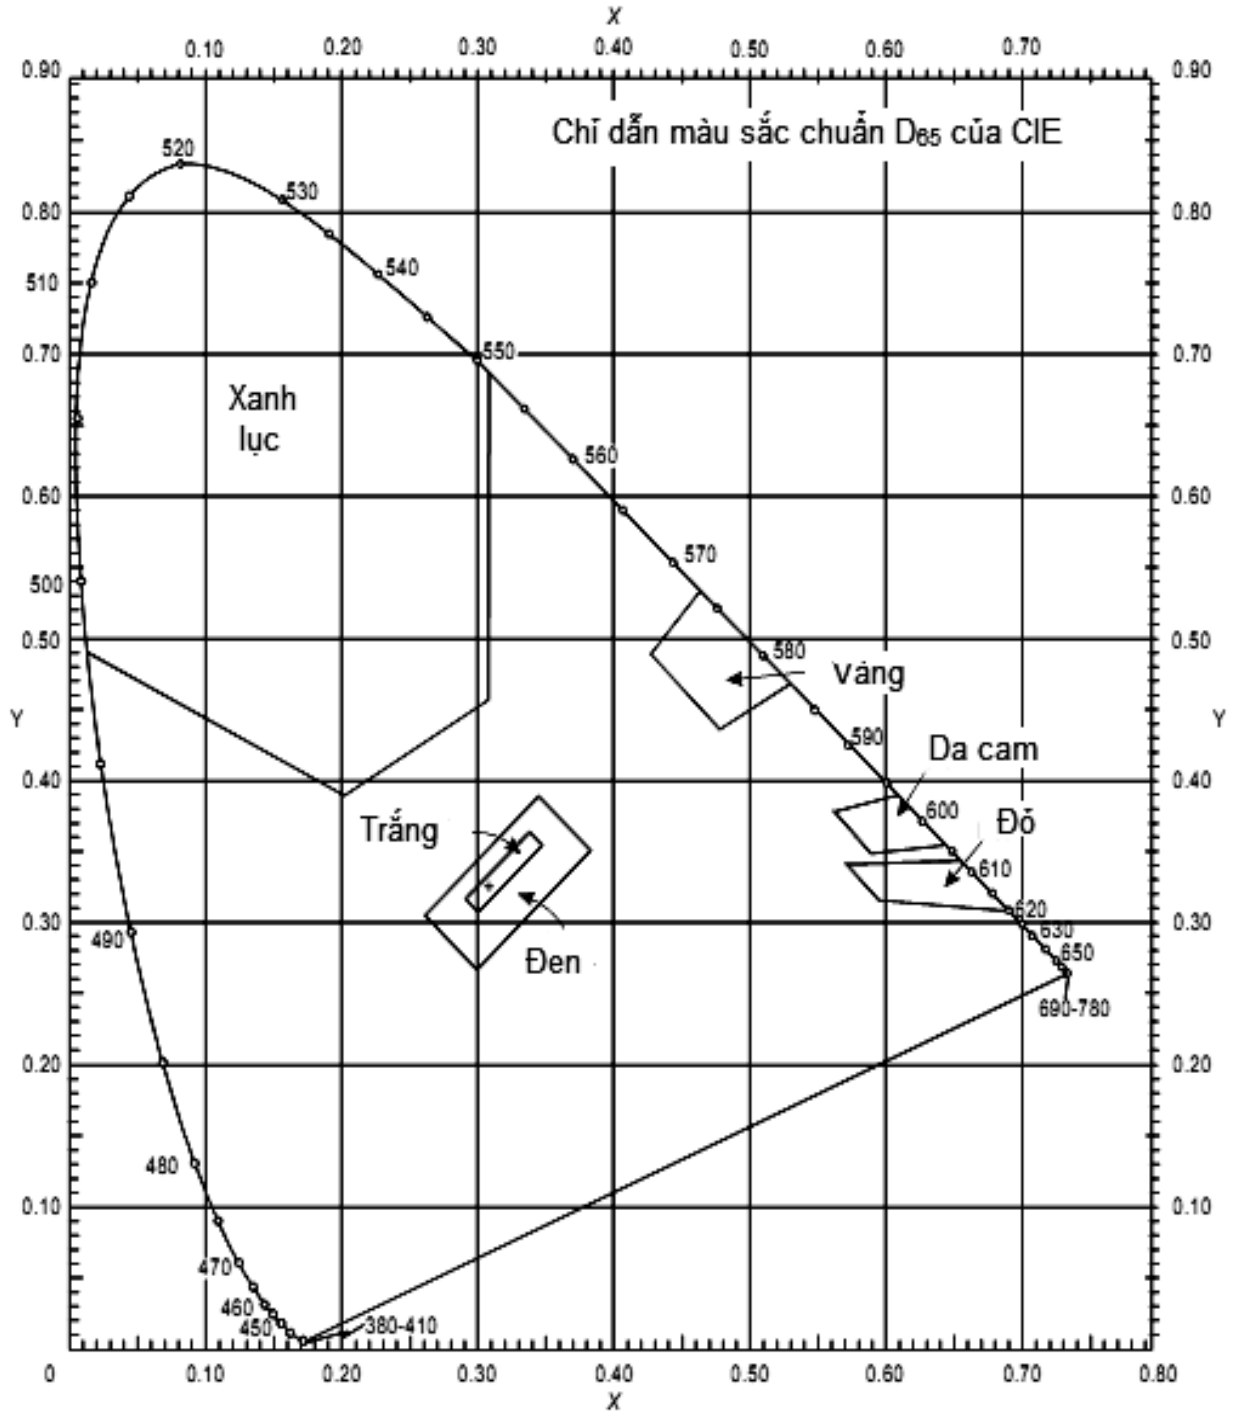 X
0.10 0.20 0.30 0.40 0.50 0.60 0.70
0.90 0.90
Chỉ dẫn màu sắc chuẩn D₆₅ của CIE
520
530
0.80 0.80
540
510
0.70 550 0.70
Xanh
lục
560
0.60 0.60
570
500
0.50 0.50
580
Vàng
Y Y
590
Da cam
0.40 0.40
600
Trắng Đỏ
610
0.30 620 0.30
490 630
650
Đen
690-780
0.20 0.20
480
0.10 0.10
470
460
450 380-410
0 0.10 0.20 0.30 0.40 0.50 0.60 0.70 0.80
X